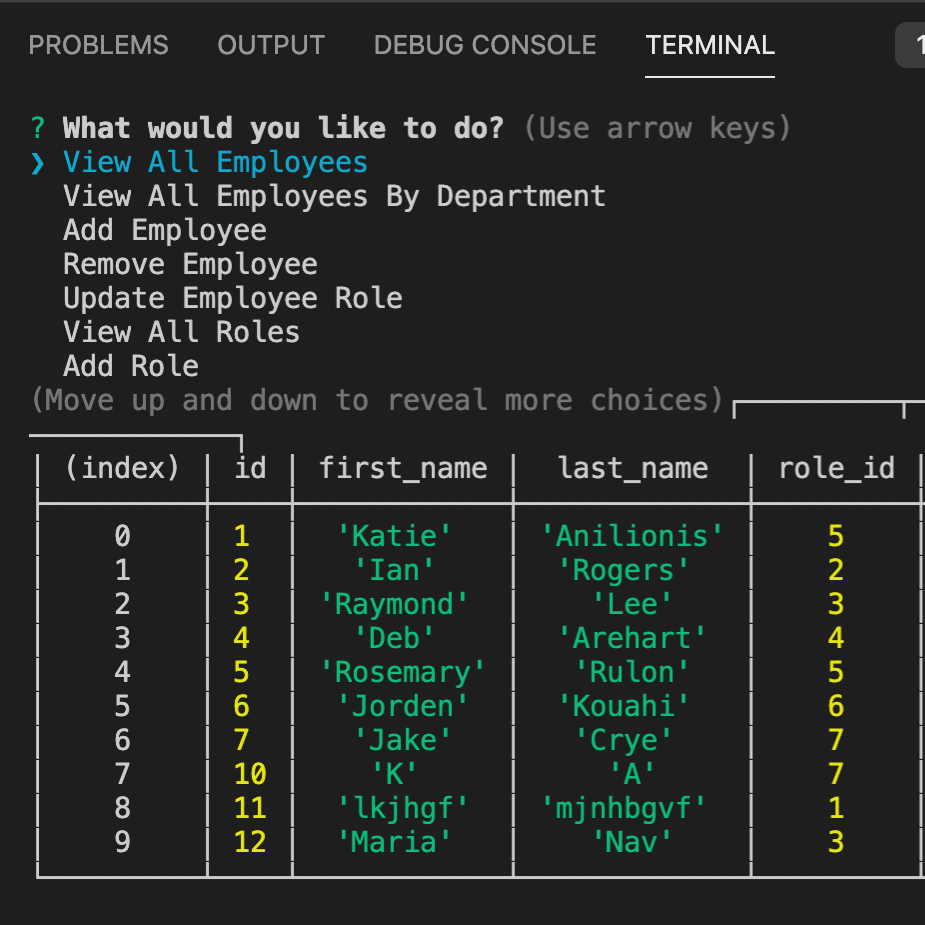 PROBLEMS OUTPUT DEBUG CONSOLE TERMINAL 1
? What would you like to do? (Use arrow keys)
❯ View All Employees
View All Employees By Department
Add Employee
Remove Employee
Update Employee Role
View All Roles
Add Role
(Move up and down to reveal more choices)
(index) id first_name last_name role_id
0 1 'Katie' 'Anilionis' 5
1 2 'Ian' 'Rogers' 2
2 3 'Raymond' 'Lee' 3
3 4 'Deb' 'Arehart' 4
4 5 'Rosemary' 'Rulon' 5
5 6 'Jorden' 'Kouahi' 6
6 7 'Jake' 'Crye' 7
7 10 'K' 'A' 7
8 11 'lkjhgf' 'mjnhbgvf' 1
9 12 'Maria' 'Nav' 3